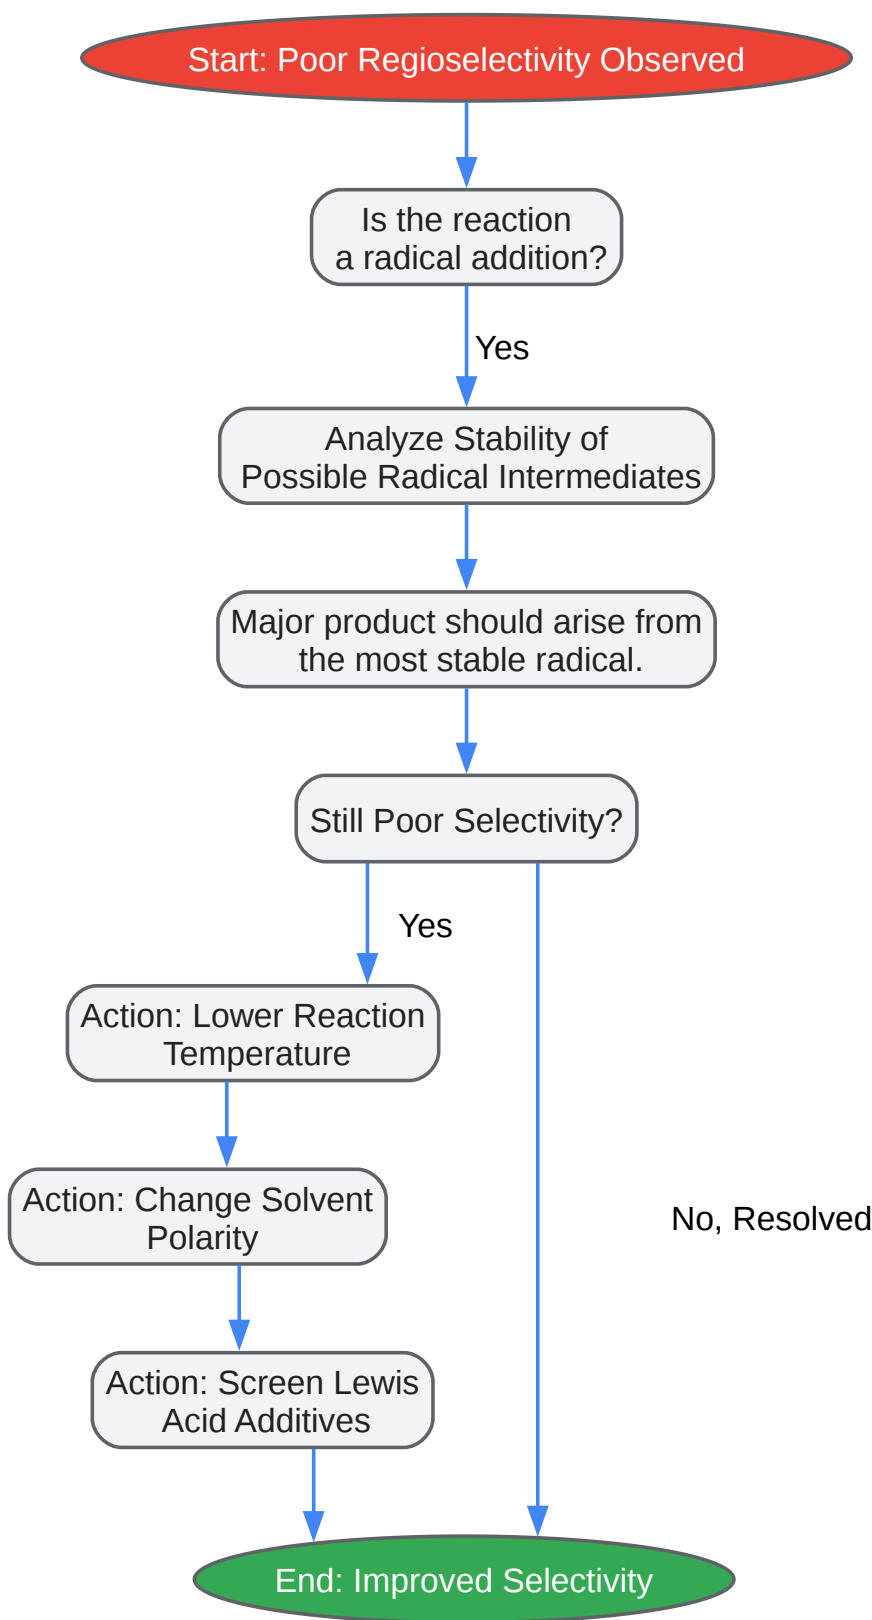 Start: Poor Regioselectivity Observed
Is the reaction
a radical addition?
Yes
Analyze Stability of
Possible Radical Intermediates
Major product should arise from
the most stable radical.
Still Poor Selectivity?
Yes
Action: Lower Reaction
Temperature
Action: Change Solvent
Polarity
No, Resolved
Action: Screen Lewis
Acid Additives
End: Improved Selectivity